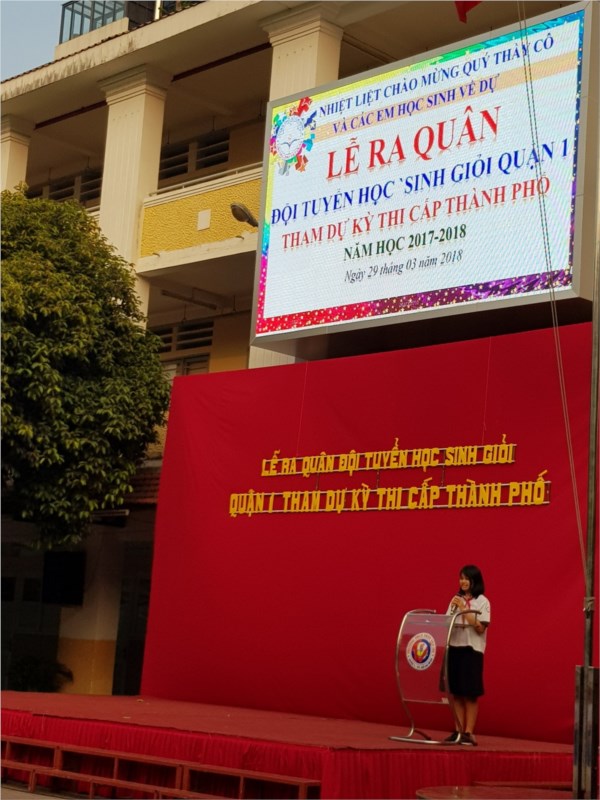 NHIỆT LIỆT CHÀO MỪNG QUÝ THẦY CÔ
VÀ CÁC EM HỌC SINH VỀ DỰ
LỄ RA QUÂN
ĐỘI TUYỂN HỌC `SINH GIỎI QUẬN 1
THAM DỰ KỲ THI CẤP THÀNH PHỐ
NĂM HỌC 2017-2018
Ngày 29 tháng 03 năm 2018
LỄ RA QUÂN ĐỘI TUYỂN HỌC SINH GIỎI
QUẬN 1 THAM DỰ KỲ THI CẤP THÀNH PHỐ